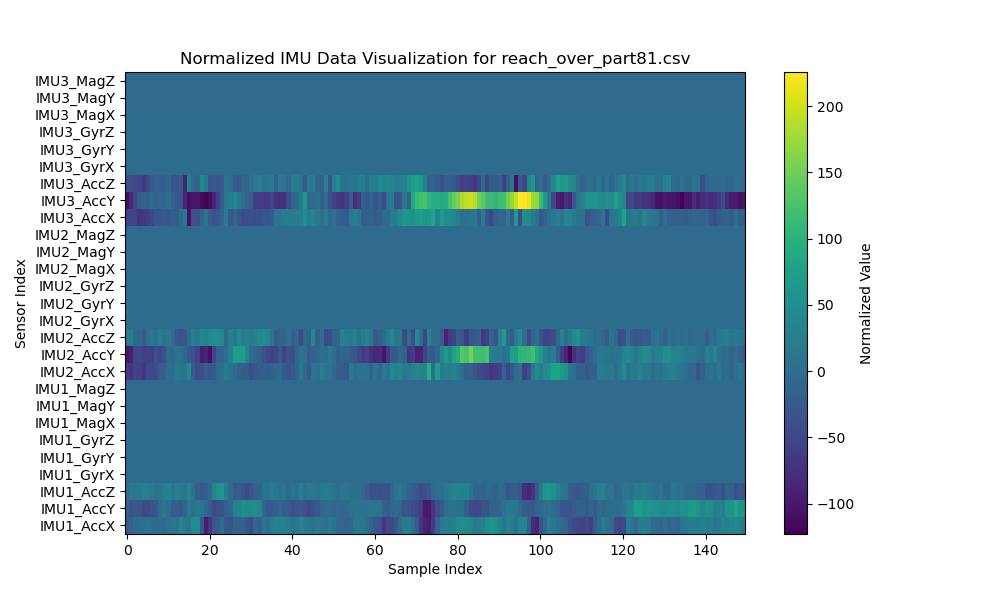 Normalized IMU Data Visualization for reach_over_part81.csv
IMU3_MagZ
IMU3_MagY
IMU3_MagX
IMU3_GyrZ
IMU3_GyrY
IMU3_GyrX
IMU3_AccZ
IMU3_AccY
IMU3_AccX
IMU2_MagZ
IMU2_MagY
IMU2_MagX
IMU2_GyrZ
IMU2_GyrY
IMU2_GyrX
IMU2_AccZ
IMU2_AccY
IMU2_AccX
IMU1_MagZ
IMU1_MagY
IMU1_MagX
IMU1_GyrZ
IMU1_GyrY
IMU1_GyrX
IMU1_AccZ
IMU1_AccY
IMU1_AccX
Sensor Index
0 20 40 60 80 100 120 140
Sample Index
200
150
100
50
0
−50
−100
Normalized Value